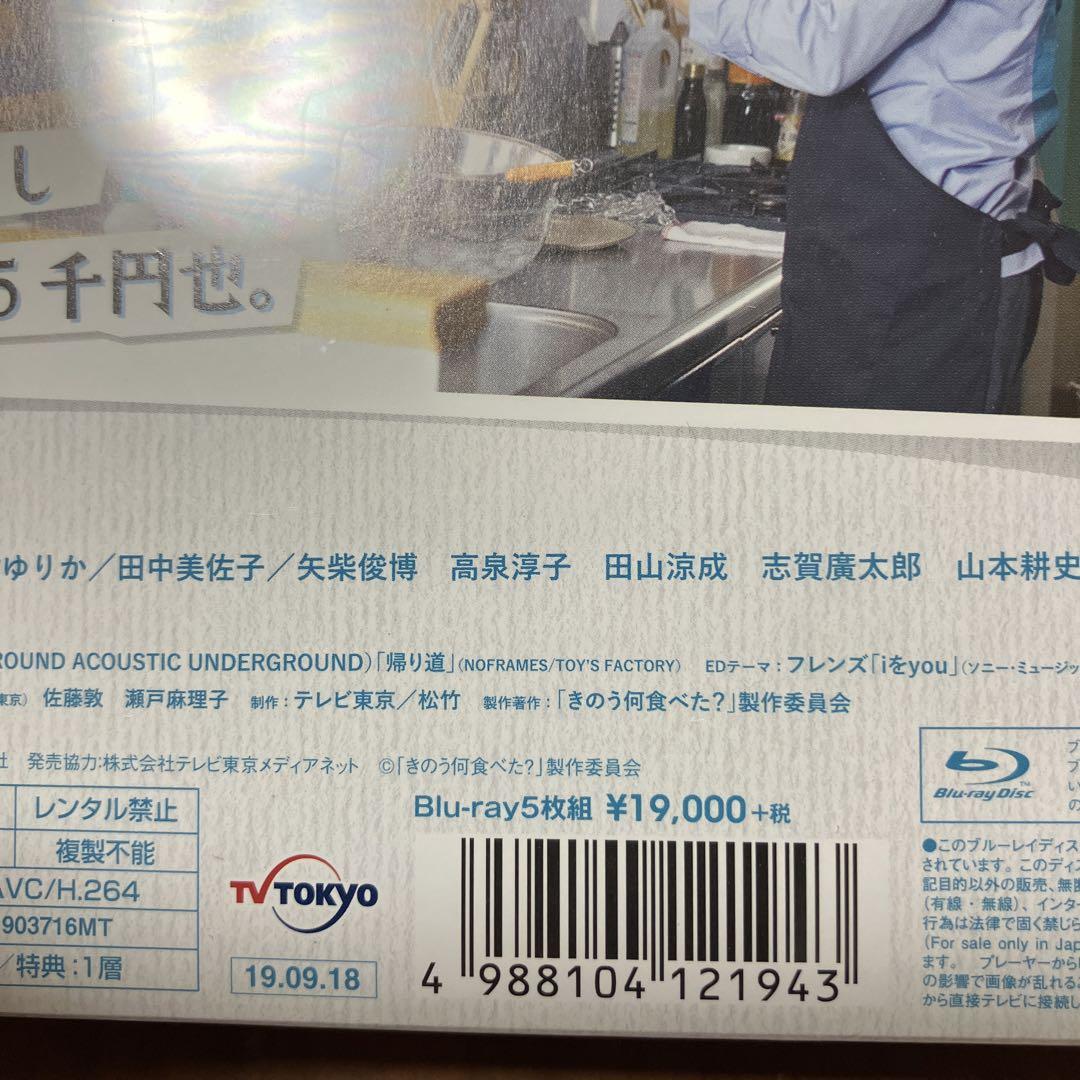 し
5千円也。
ゆりか／田中美佐子／矢柴俊博　高泉淳子　田山涼成　志賀廣太郎　山本耕史
ROUND ACOUSTIC UNDERGROUND)「帰り道」(NOFRAMES/TOY'S FACTORY)　EDテーマ：フレンズ「iをyou」(ソニー・ミュージッ
東京) 佐藤敦　瀬戸麻理子　制作：テレビ東京／松竹　製作著作：「きのう何食べた?」製作委員会
社　発売協力:株式会社テレビ東京メディアネット　©「きのう何食べた?」製作委員会
レンタル禁止
複製不能
AVC/H.264
903716MT
／特典:1層
TV TOKYO
19.09.18
Blu-ray5枚組 ¥19,000+税
4 988104 121943
Blu-ray Disc
●このブルーレイディス
されています。このディス
記目的以外の販売、無断
(有線・無線)、インター
行為は法律で固く禁じら
(For sale only in Jap
ます。 プレーヤーから
の影響で画像が乱れる
から直接テレビに接続し